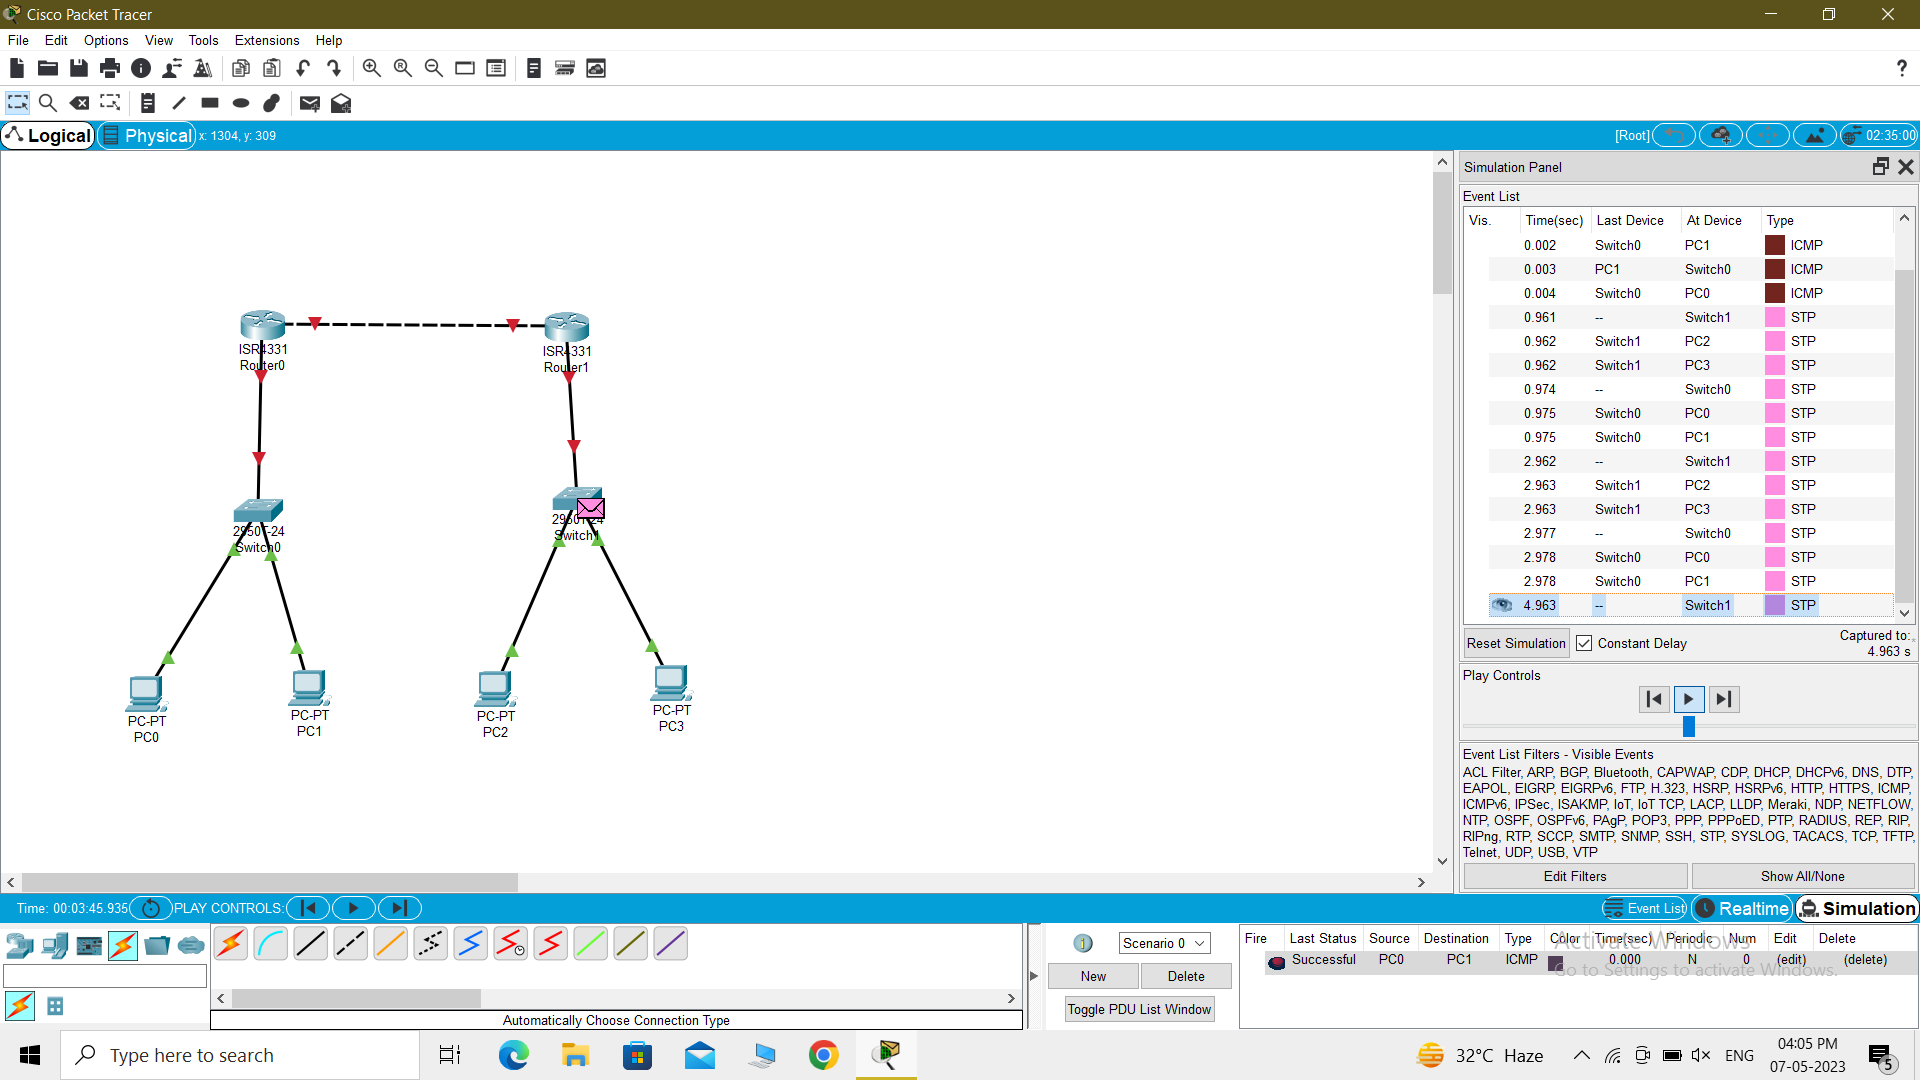 Cisco Packet Tracer
File Edit Options View Tools Extensions Help
?
Logical Physical x: 1304, y: 309 [Root] 02:35:00
Simulation Panel
Event List
Vis. Time(sec) Last Device At Device Type
0.002 Switch0 PC1 ICMP
0.003 PC1 Switch0 ICMP
0.004 Switch0 PC0 ICMP
0.961 -- Switch1 STP
0.962 Switch1 PC2 STP
0.962 Switch1 PC3 STP
0.974 -- Switch0 STP
0.975 Switch0 PC0 STP
0.975 Switch0 PC1 STP
2.962 -- Switch1 STP
2.963 Switch1 PC2 STP
2.963 Switch1 PC3 STP
2.977 -- Switch0 STP
2.978 Switch0 PC0 STP
2.978 Switch0 PC1 STP
4.963 -- Switch1 STP
Reset Simulation Constant Delay Captured to:
4.963 s
Play Controls
Event List Filters - Visible Events
ACL Filter, ARP, BGP, Bluetooth, CAPWAP, CDP, DHCP, DHCPv6, DNS, DTP,
EAPOL, EIGRP, EIGRPv6, FTP, H.323, HSRP, HSRPv6, HTTP, HTTPS, ICMP,
ICMPv6, IPSec, ISAKMP, IoT, IoT TCP, LACP, LLDP, Meraki, NDP, NETFLOW,
NTP, OSPF, OSPFv6, PAgP, POP3, PPP, PPPoED, PTP, RADIUS, REP, RIP,
RIPng, RTP, SCCP, SMTP, SNMP, SSH, STP, SYSLOG, TACACS, TCP, TFTP,
Telnet, UDP, USB, VTP
Edit Filters Show All/None
ISR4331
Router0
ISR4331
Router1
2950T-24
Switch0
2950T-24
Switch1
PC-PT
PC0
PC-PT
PC1
PC-PT
PC2
PC-PT
PC3
Time: 00:03:45.935 PLAY CONTROLS: Event List Realtime Simulation
Automatically Choose Connection Type
1 Scenario 0
New Delete
Toggle PDU List Window
Fire Last Status Source Destination Type Color Time(sec) Periodic Num Edit Delete
Successful PC0 PC1 ICMP 0.000 N 0 (edit) (delete)
Activate Windows
Go to Settings to activate Windows.
Type here to search
32°C Haze ENG 04:05 PM
07-05-2023 5